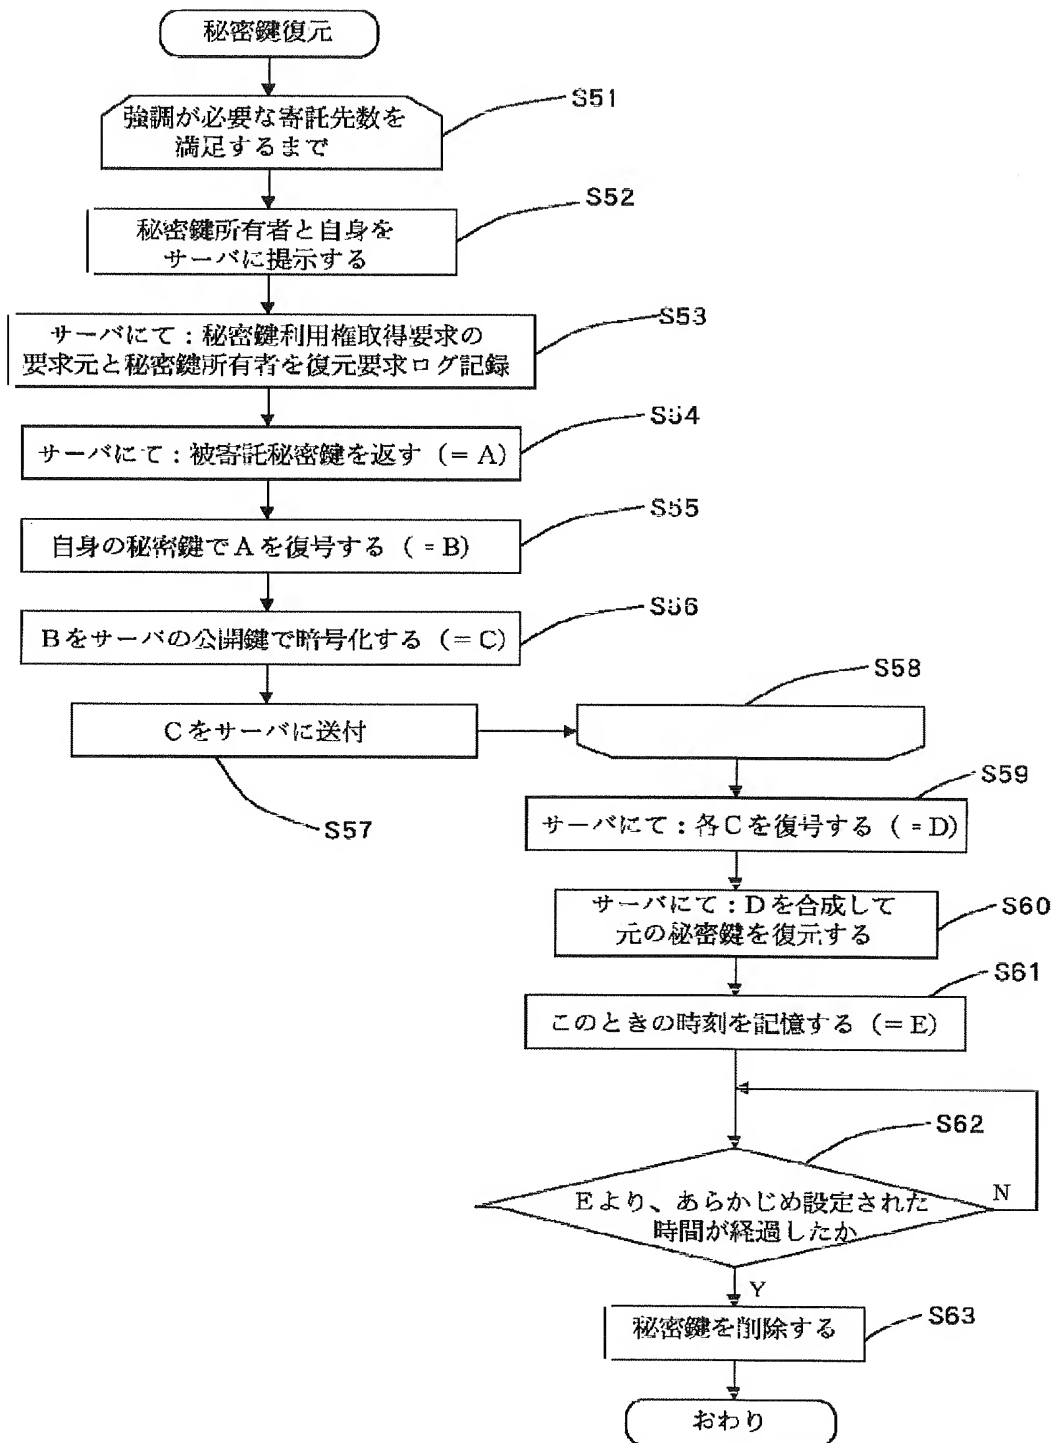 秘密鍵復元
S51
強調が必要な寄託先数を
満足するまで
S52
秘密鍵所有者と自身を
サーバに提示する
S53
サーバにて：秘密鍵利用権取得要求の
要求元と秘密鍵所有者を復元要求ログ記録
S54
サーバにて：被寄託秘密鍵を返す（＝A）
S55
自身の秘密鍵でAを復号する（＝B）
S56
Bをサーバの公開鍵で暗号化する（＝C）
S58
Cをサーバに送付
S57
S59
サーバにて：各Cを復号する（＝D）
S60
サーバにて：Dを合成して
元の秘密鍵を復元する
S61
このときの時刻を記憶する（＝E）
S62
Eより、あらかじめ設定された
時間が経過したか
N
Y
S63
秘密鍵を削除する
おわり